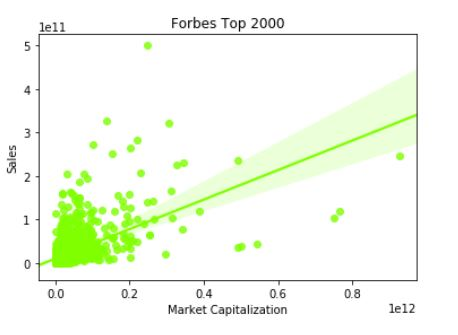 Forbes Top 2000
1e11
5
4
3
2
1
0
Sales
0.0 0.2 0.4 0.6 0.8
1e12
Market Capitalization